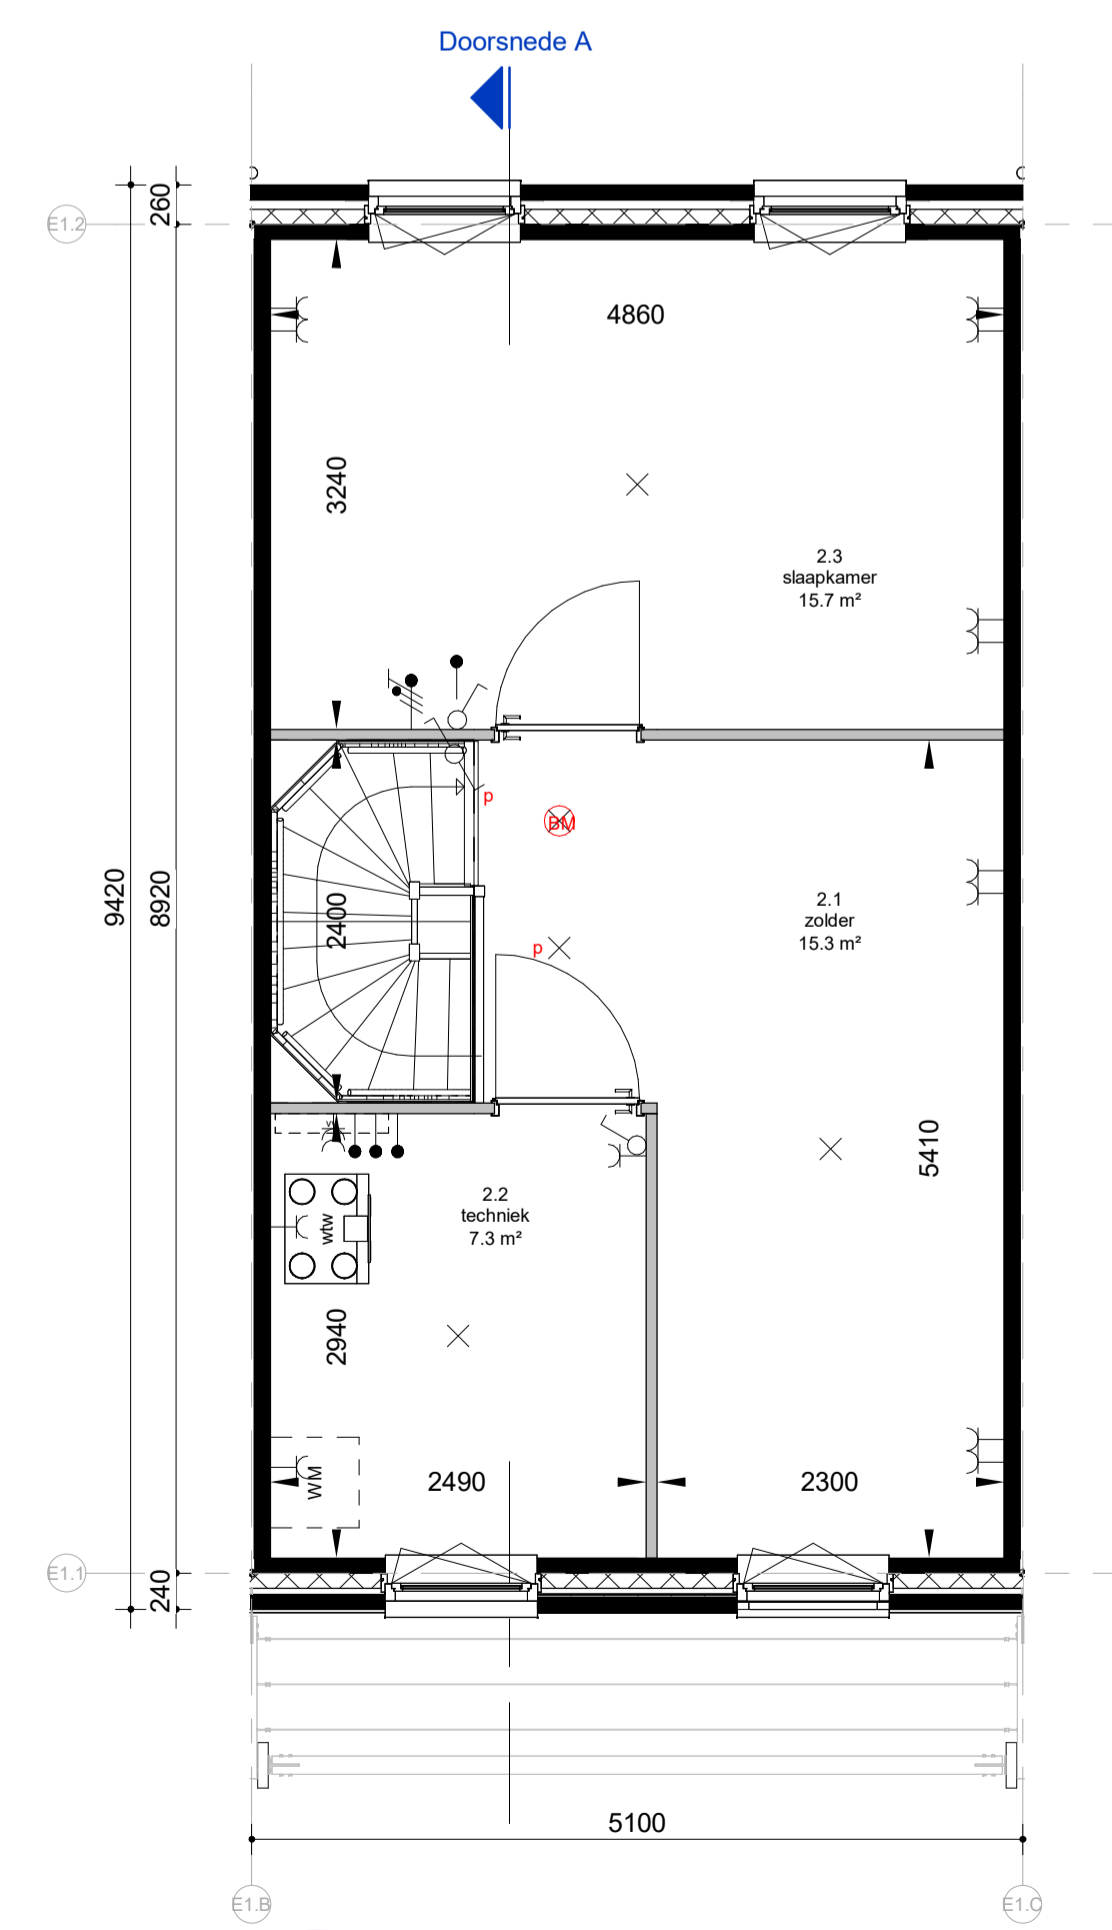 Doorsnede A
260
E1.2
4860
3240
2.3
slaapkamer
15.7 m²
p
BM
9420
8920
2400
2.1
zolder
15.3 m²
p
5410
2.2
techniek
7.3 m²
wtw
2940
WM
2490
2300
E1.1
240
5100
E1.B
E1.C